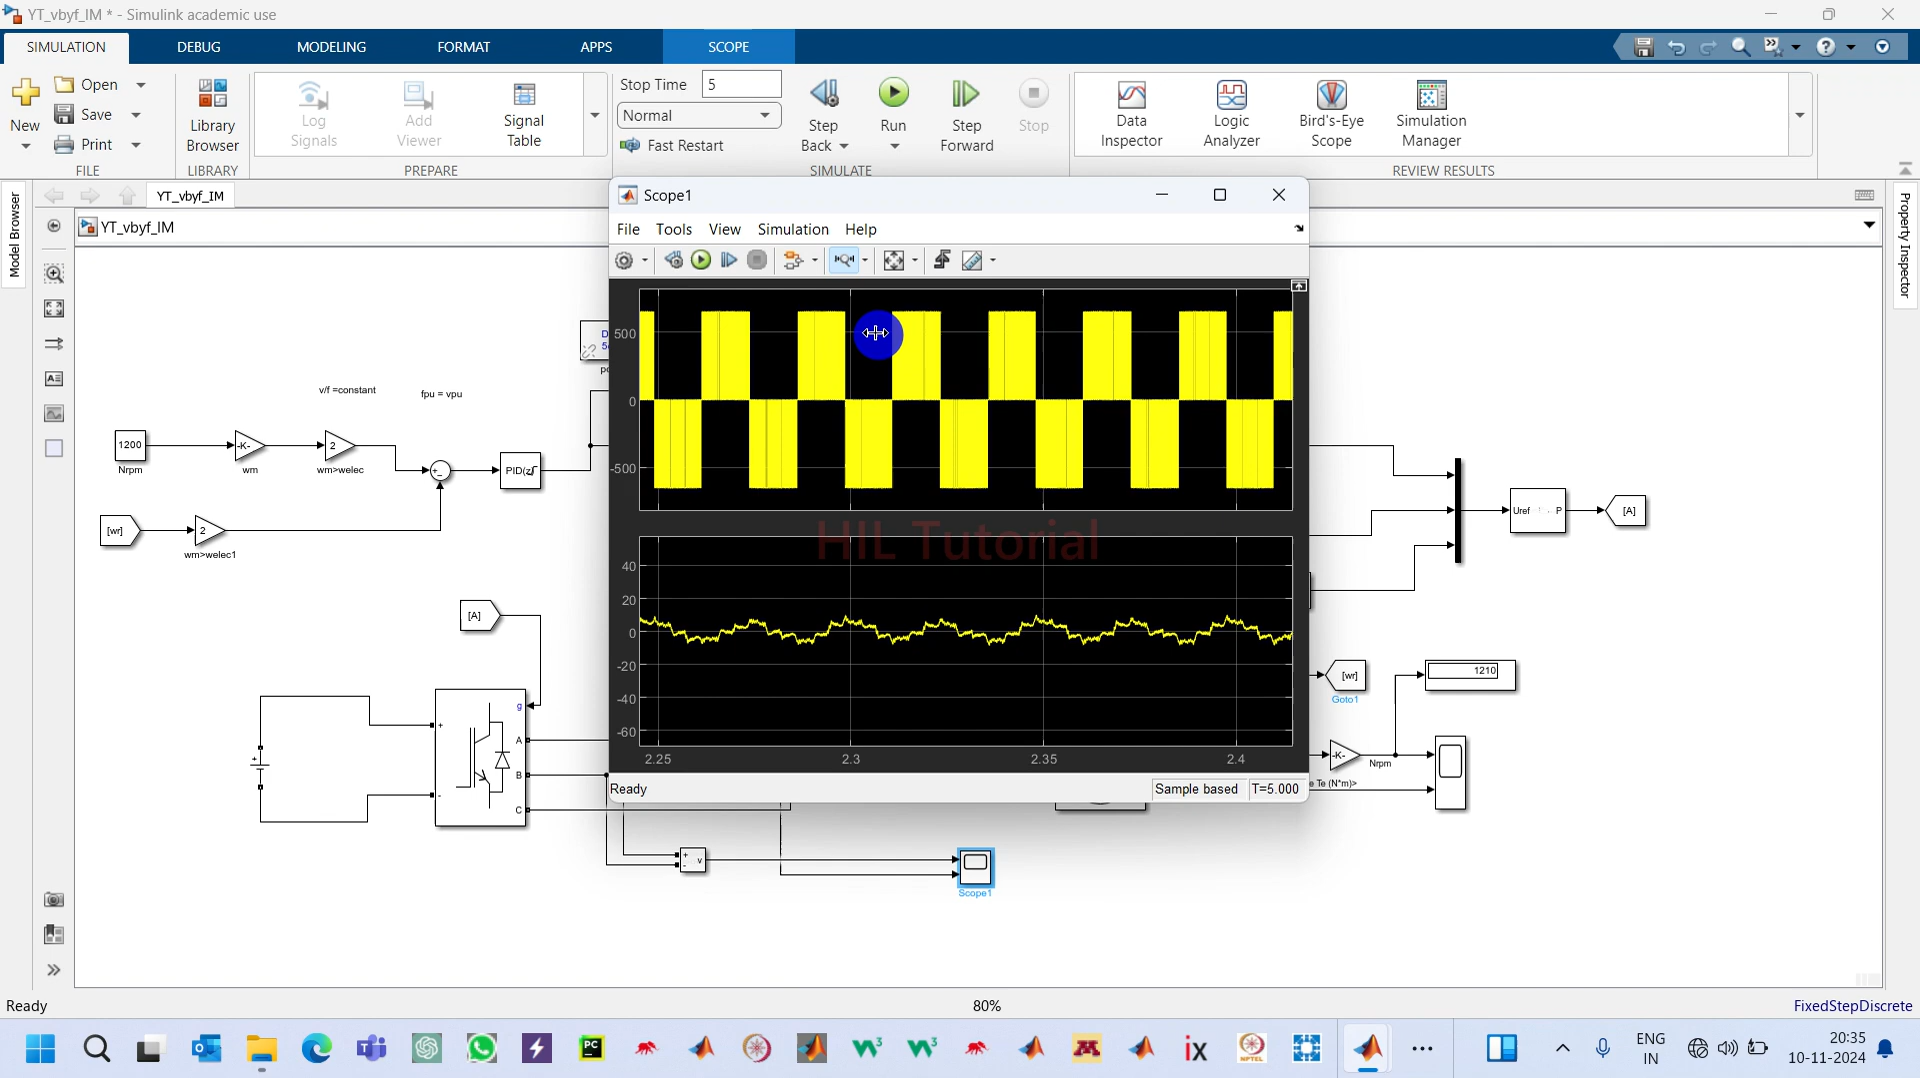 YT_vbyf_IM * - Simulink academic use
SIMULATION
DEBUG
MODELING
FORMAT
APPS
SCOPE
New
Open
Save
Print
FILE
Library
Browser
LIBRARY
Log
Signals
Add
Viewer
Signal
Table
PREPARE
Stop Time
5
Normal
Fast Restart
Step
Back
Run
Step
Forward
Stop
SIMULATE
Data
Inspector
Logic
Analyzer
Bird's-Eye
Scope
Simulation
Manager
REVIEW RESULTS
Model Browser
YT_vbyf_IM
YT_vbyf_IM
Property Inspector
Scope1
File
Tools
View
Simulation
Help
500
0
-500
40
20
0
-20
-40
-60
2.25
2.3
2.35
2.4
Ready
Sample based
T=5.000
HIL Tutorial
v/f =constant
fpu = vpu
1200
Nrpm
-K-
wm
2
wm>welec
PID(z)
[wr]
2
wm>welec1
[A]
g
A
B
C
+
-
v
Scope1
Uref
P
[A]
[wr]
Goto1
1210
-K-
Nrpm
e Te (N*m)>
Ready
80%
FixedStepDiscrete
ENG
IN
20:35
10-11-2024